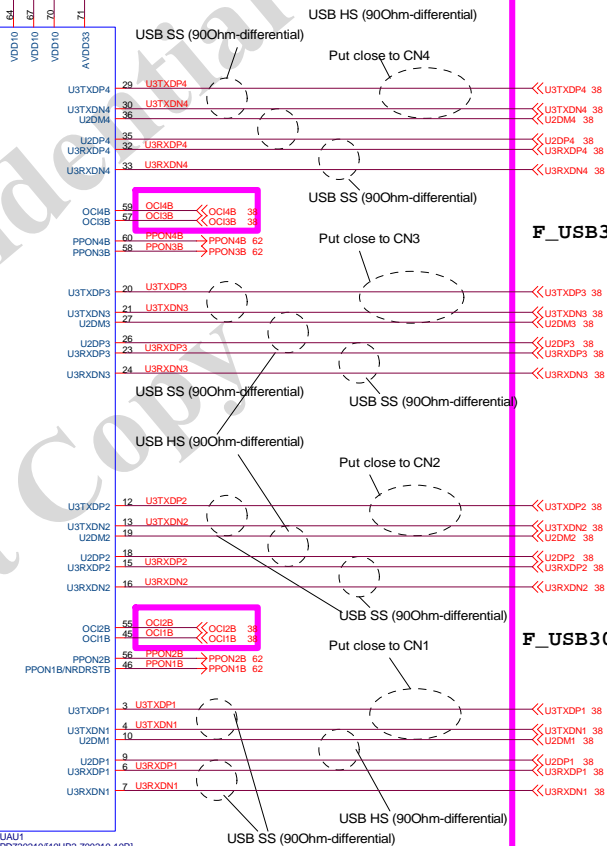 64 67 70 71
VDD10 VDD10 VDD10 AVDD33
USB HS (90Ohm-differential)
USB SS (90Ohm-differential)
Put close to CN4
U3TXDP4 29 U3TXDP4 U3TXDP4 38
U3TXDN4 30 U3TXDN4 U3TXDN4 38
U2DM4 36 U2DM4 38
U2DP4 35 U2DP4 38
U3RXDP4 32 U3RXDP4 U3RXDP4 38
U3RXDN4 33 U3RXDN4 U3RXDN4 38
USB SS (90Ohm-differential)
OCI4B 59 OCI4B OCI4B 38
OCI3B 57 OCI3B OCI3B 38
PPON4B 60 PPON4B PPON4B 62
PPON3B 58 PPON3B PPON3B 62
Put close to CN3
U3TXDP3 20 U3TXDP3 U3TXDP3 38
U3TXDN3 21 U3TXDN3 U3TXDN3 38
U2DM3 27 U2DM3 38
U2DP3 26 U2DP3 38
U3RXDP3 23 U3RXDP3 U3RXDP3 38
U3RXDN3 24 U3RXDN3 U3RXDN3 38
USB SS (90Ohm-differential)
USB SS (90Ohm-differential)
USB HS (90Ohm-differential)
Put close to CN2
U3TXDP2 12 U3TXDP2 U3TXDP2 38
U3TXDN2 13 U3TXDN2 U3TXDN2 38
U2DM2 19 U2DM2 38
U2DP2 18 U2DP2 38
U3RXDP2 15 U3RXDP2 U3RXDP2 38
U3RXDN2 16 U3RXDN2 U3RXDN2 38
USB SS (90Ohm-differential)
OCI2B 55 OCI2B OCI2B 38
OCI1B 45 OCI1B OCI1B 38
PPON2B 56 PPON2B PPON2B 62
PPON1B/NRDRSTB 46 PPON1B PPON1B 62
Put close to CN1
U3TXDP1 3 U3TXDP1 U3TXDP1 38
U3TXDN1 4 U3TXDN1 U3TXDN1 38
U2DM1 10 U2DM1 38
U2DP1 9 U2DP1 38
U3RXDP1 6 U3RXDP1 U3RXDP1 38
U3RXDN1 7 U3RXDN1 U3RXDN1 38
USB HS (90Ohm-differential)
USB SS (90Ohm-differential)
UAU1
F_USB3
F_USB30
Copy